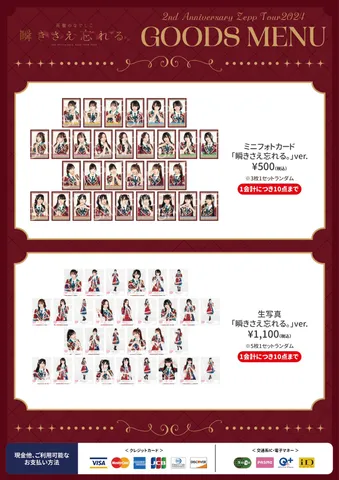 瞬きさえ忘れる。
2nd Anniversary Zepp Tour2024
GOODS MENU
ミニフォトカード
「瞬きさえ忘れる。」ver.
¥500(税込)
※3枚1セットランダム
1会計につき10点まで
生写真
「瞬きさえ忘れる。」ver.
¥1,100(税込)
※5枚1セットランダム
1会計につき10点まで
現金他、ご利用可能な
お支払い方法
＜クレジットカード＞
VISA
JCB
DISCOVER
＜交通系IC・電子マネー＞
iD